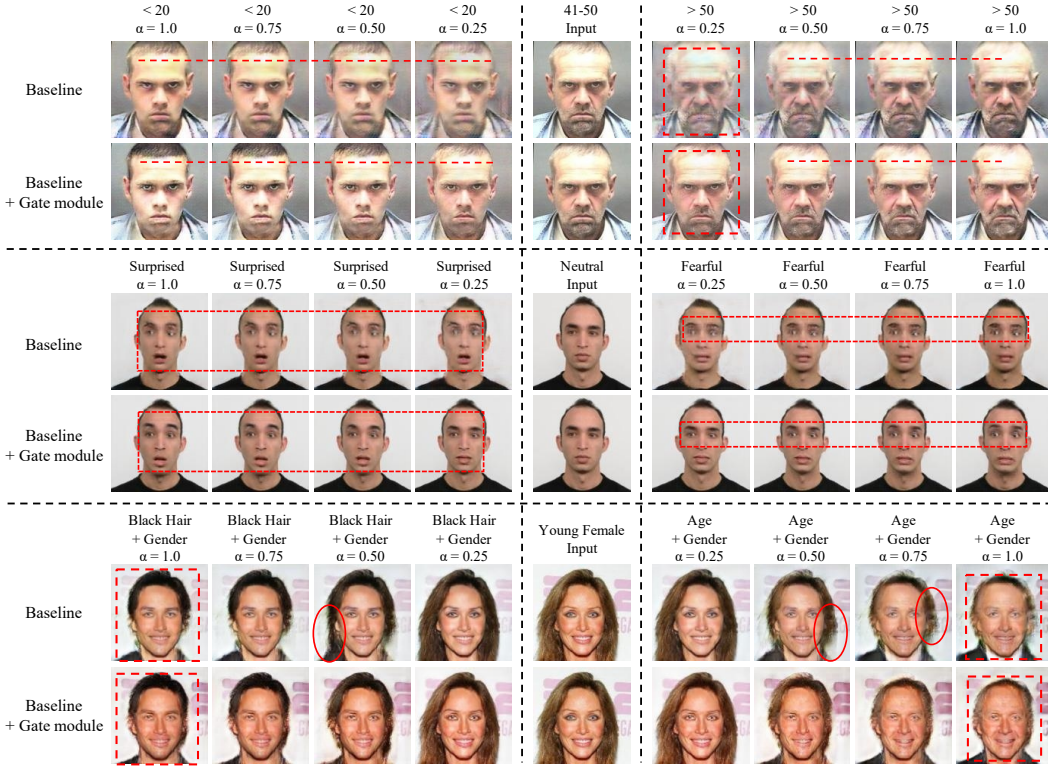 < 20 < 20 < 20 < 20 41-50 > 50 > 50 > 50 > 50
α = 1.0 α = 0.75 α = 0.50 α = 0.25 Input α = 0.25 α = 0.50 α = 0.75 α = 1.0
Baseline
Baseline
+ Gate module
Surprised Surprised Surprised Surprised Neutral Fearful Fearful Fearful Fearful
α = 1.0 α = 0.75 α = 0.50 α = 0.25 Input α = 0.25 α = 0.50 α = 0.75 α = 1.0
Baseline
Baseline
+ Gate module
Black Hair Black Hair Black Hair Black Hair Young Female Age Age Age Age
+ Gender + Gender + Gender + Gender Input + Gender + Gender + Gender + Gender
α = 1.0 α = 0.75 α = 0.50 α = 0.25 α = 0.25 α = 0.50 α = 0.75 α = 1.0
Baseline
Baseline
+ Gate module